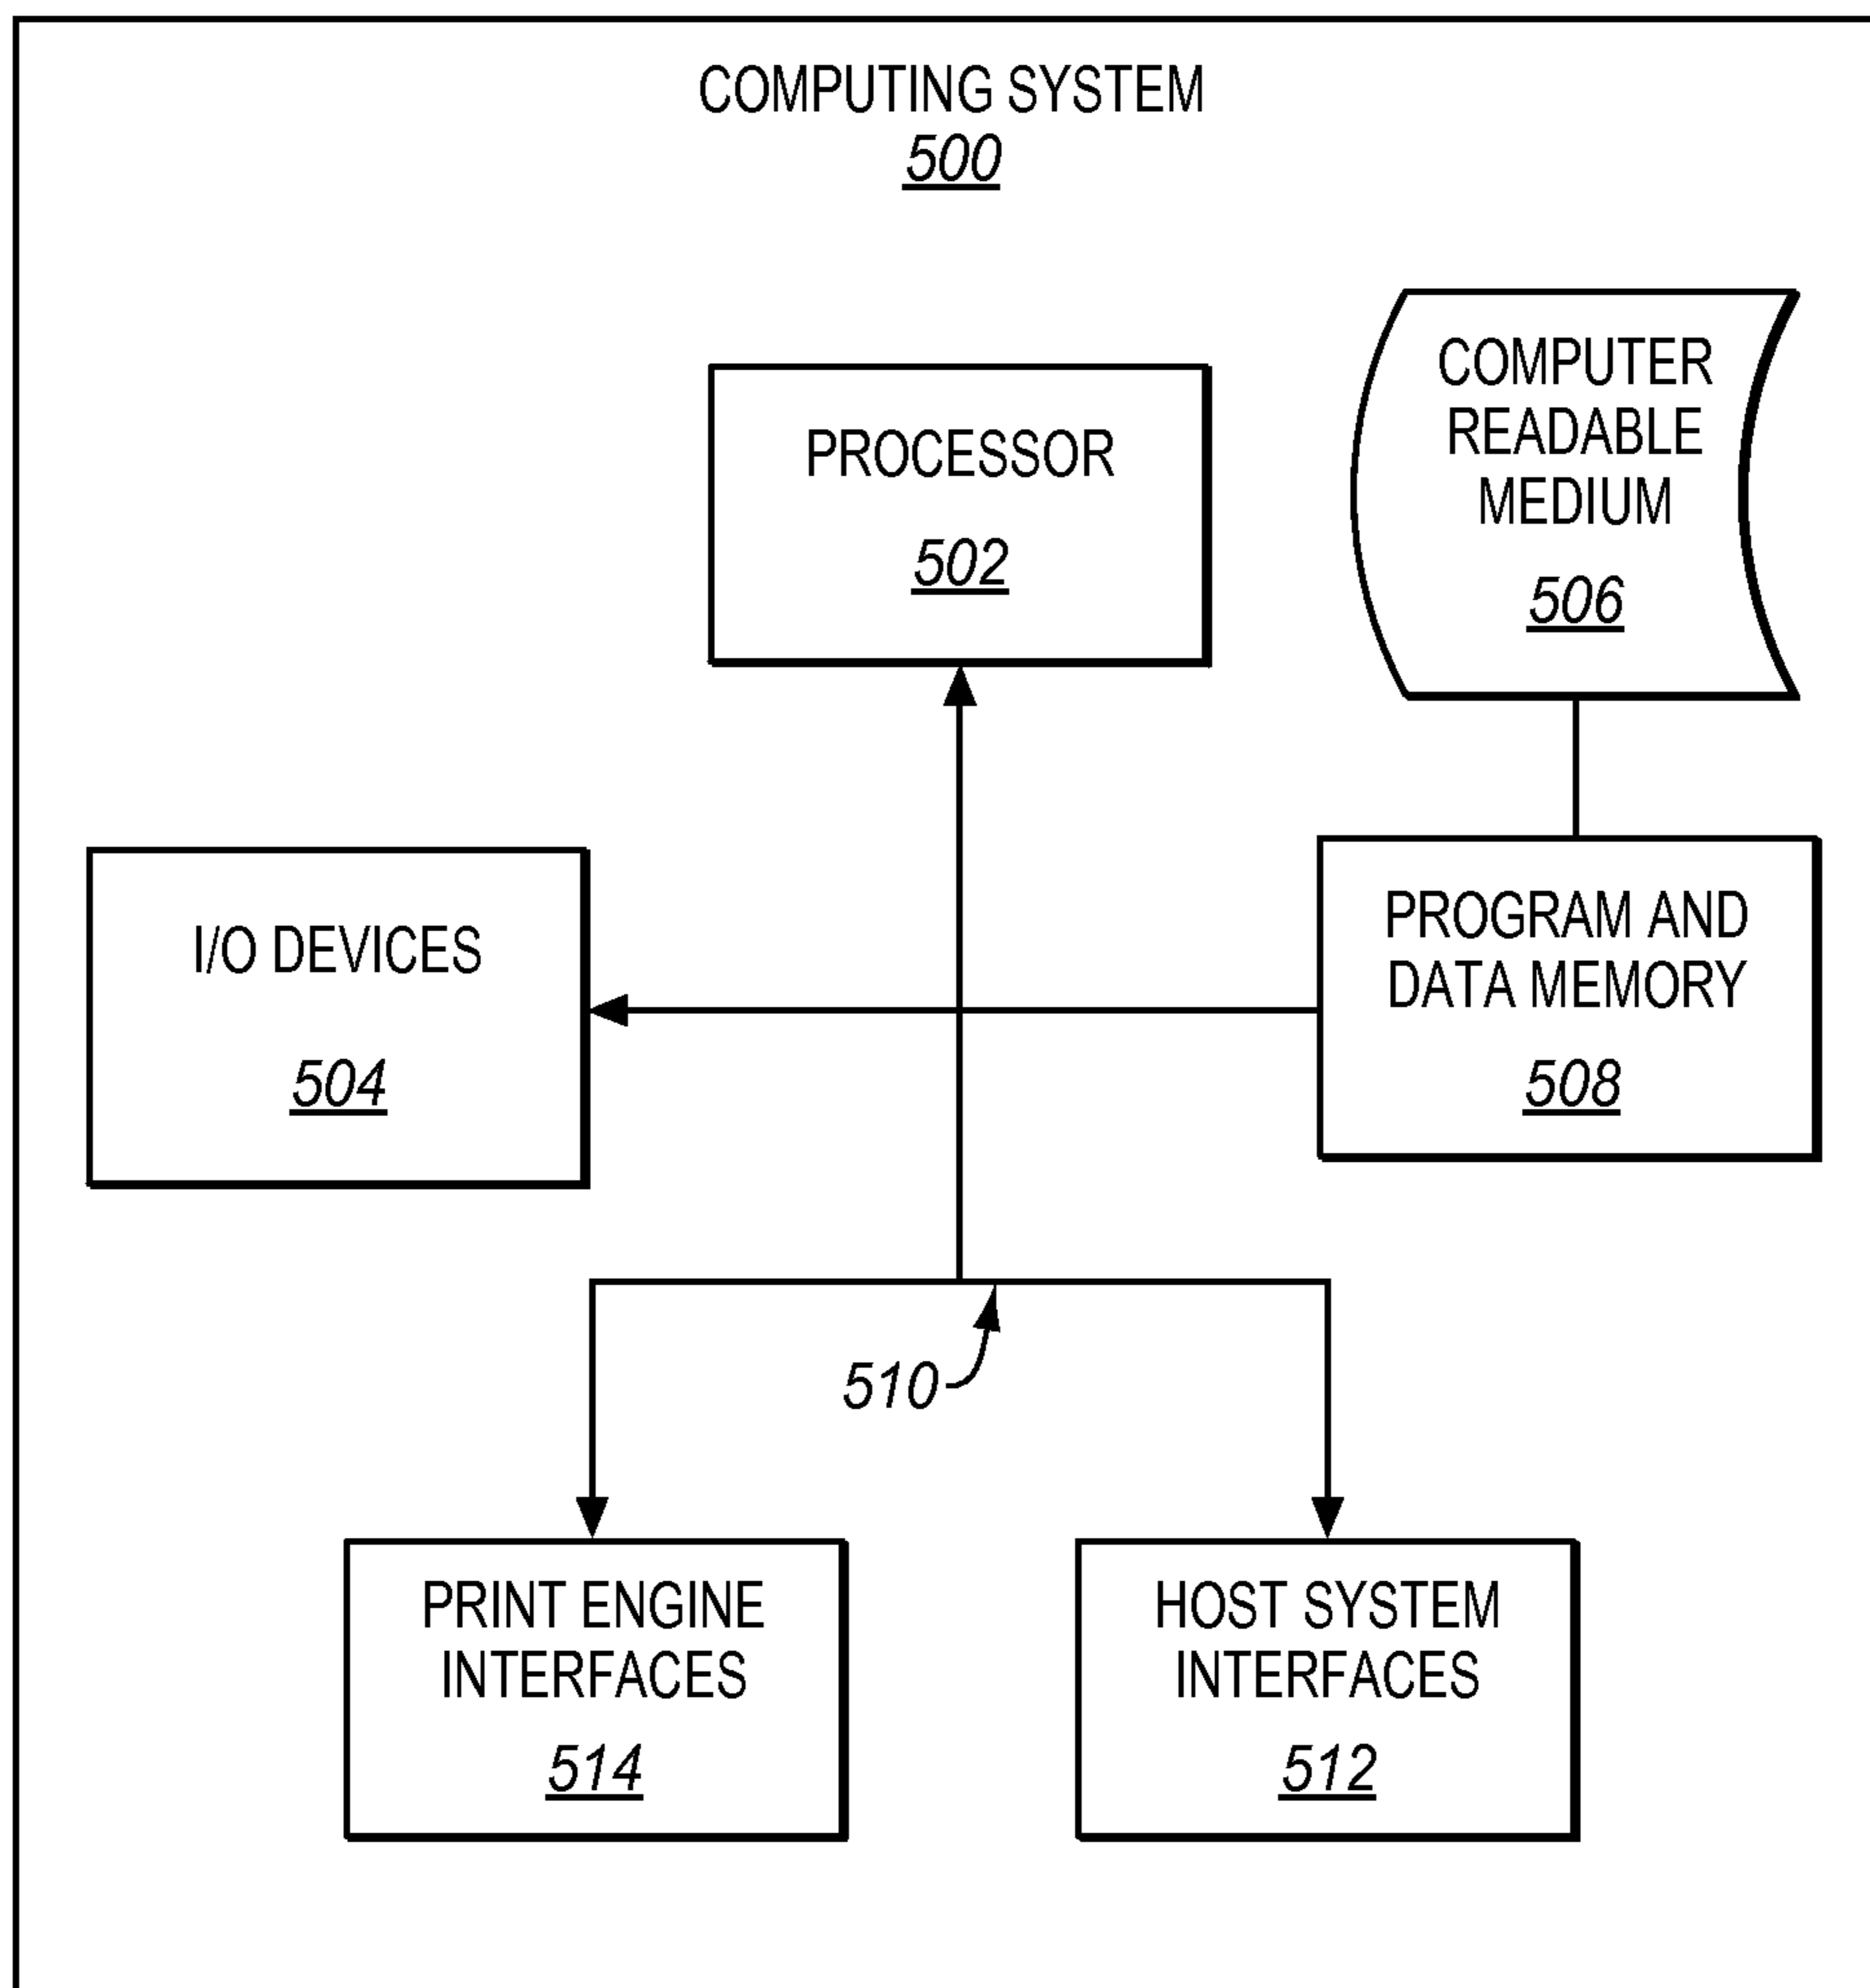 COMPUTING SYSTEM
500
PROCESSOR
502
COMPUTER
READABLE
MEDIUM
506
I/O DEVICES
504
PROGRAM AND
DATA MEMORY
508
510
PRINT ENGINE
INTERFACES
514
HOST SYSTEM
INTERFACES
512